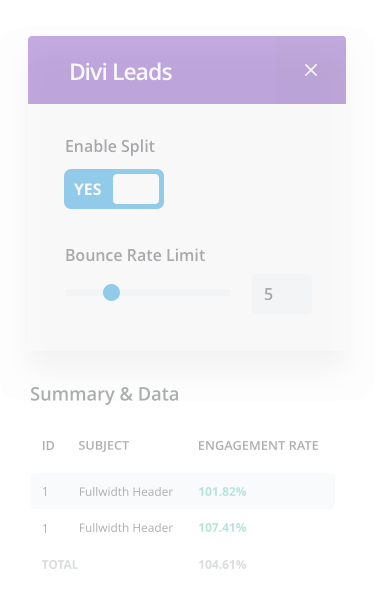 Divi Leads
Enable Split
YES
Bounce Rate Limit
5
Summary & Data
ID SUBJECT ENGAGEMENT RATE
1 Fullwidth Header 101.82%
1 Fullwidth Header 107.41%
TOTAL 104.61%